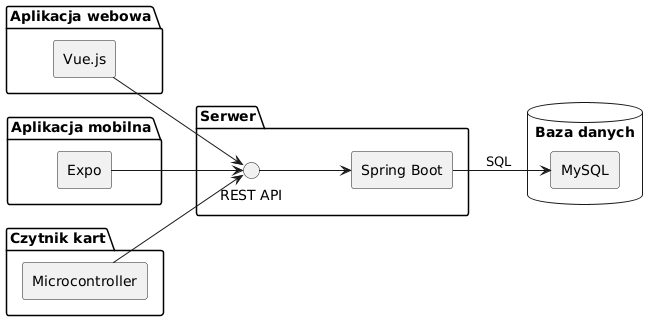 Aplikacja webowa
Vue.js
Aplikacja mobilna
Expo
Czytnik kart
Microcontroller
Serwer
REST API
Spring Boot
SQL
Baza danych
MySQL